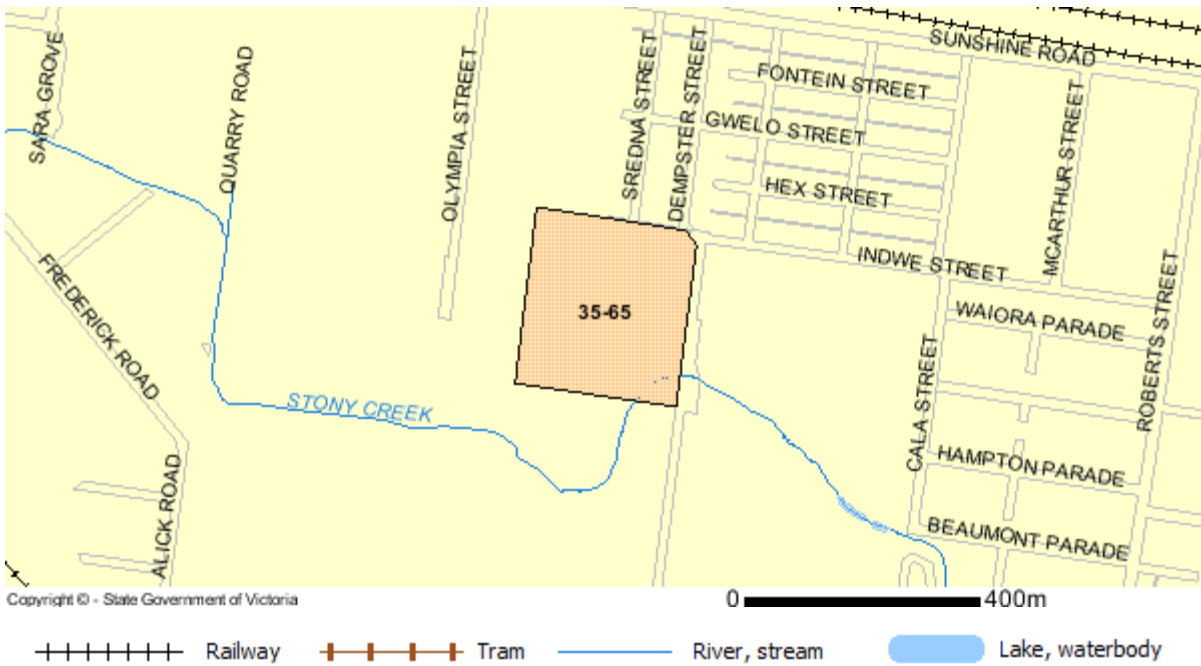 SARA GROVE
QUARRY ROAD
OLYMPIA STREET
SREDNA STREET
DEMPSTER STREET
SUNSHINE ROAD
FONTEIN STREET
GWELO STREET
HEX STREET
INDWE STREET
MCARTHUR STREET
ROBERTS STREET
WAIORA PARADE
FREDERICK ROAD
35-65
STONY CREEK
CALA STREET
HAMPTON PARADE
ALICK ROAD
BEAUMONT PARADE
Copyright © - State Government of Victoria
0 400m
Railway Tram River, stream Lake, waterbody